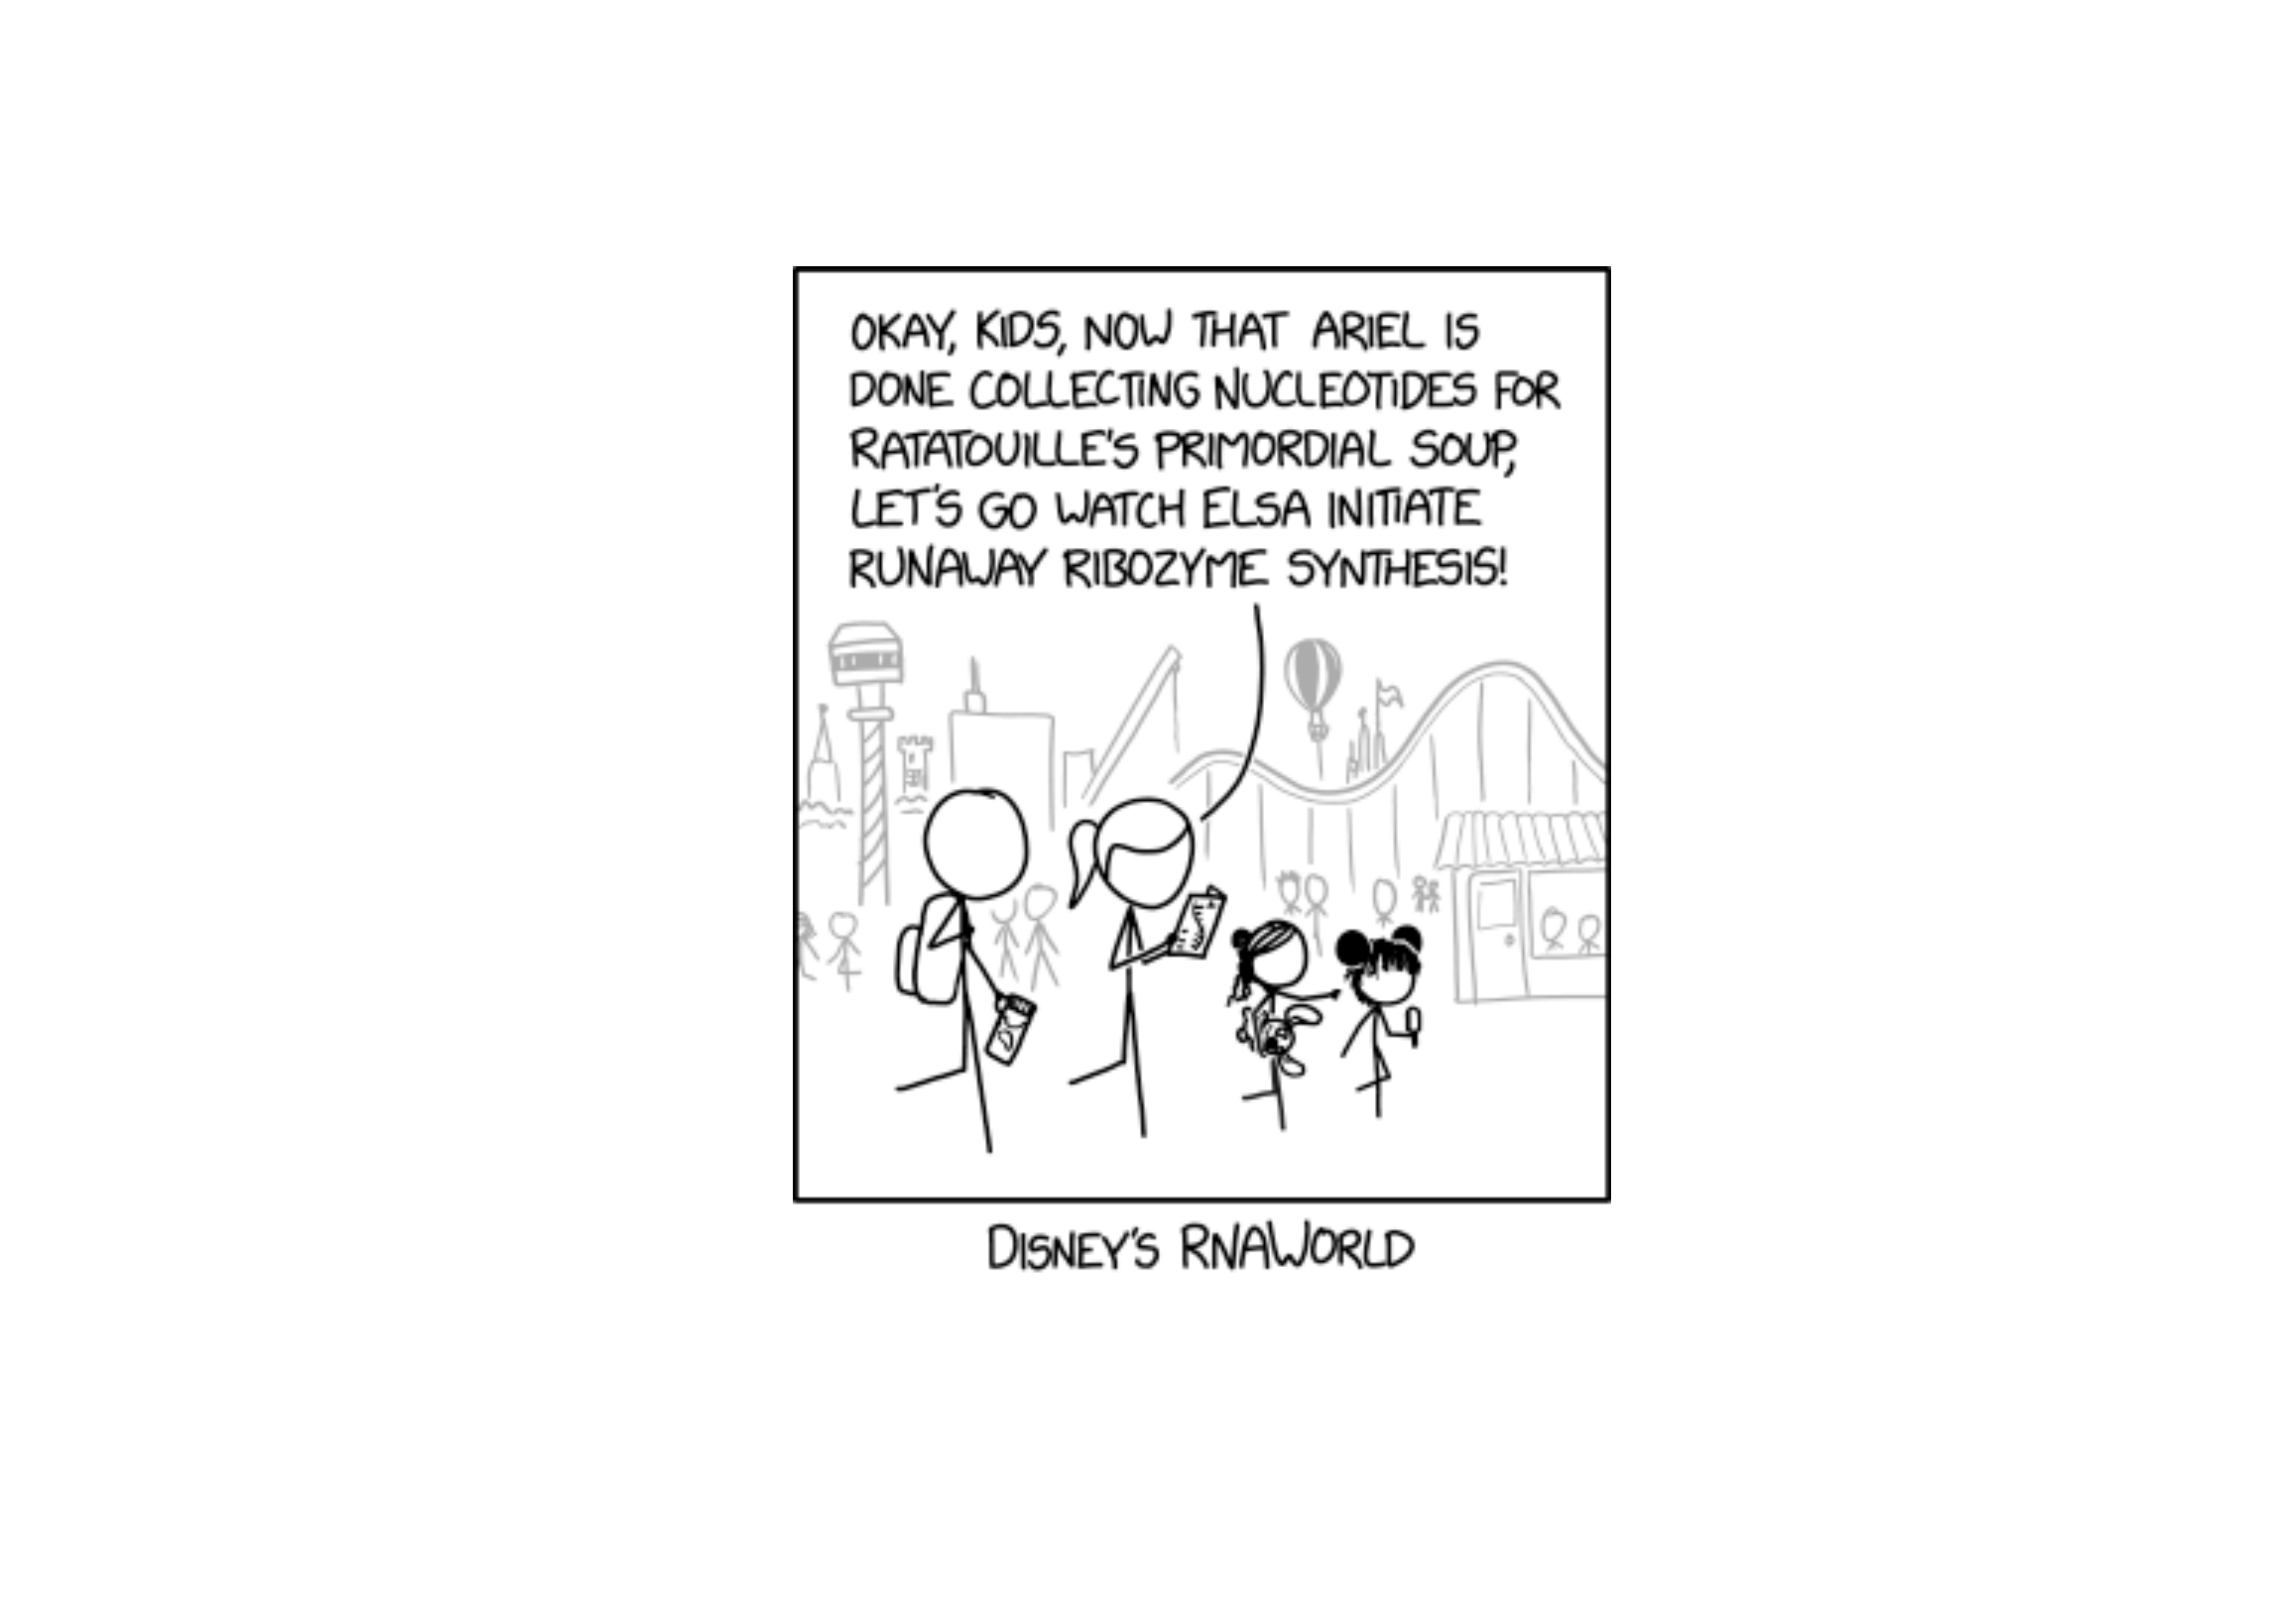 OKAY, KIDS, NOW THAT ARIEL IS
DONE COLLECTING NUCLEOTIDES FOR
RATATOUILLE'S PRIMORDIAL SOUP,
LET'S GO WATCH ELSA INITIATE
RUNAWAY RIBOZYME SYNTHESIS!
DISNEY'S RNAWORLD